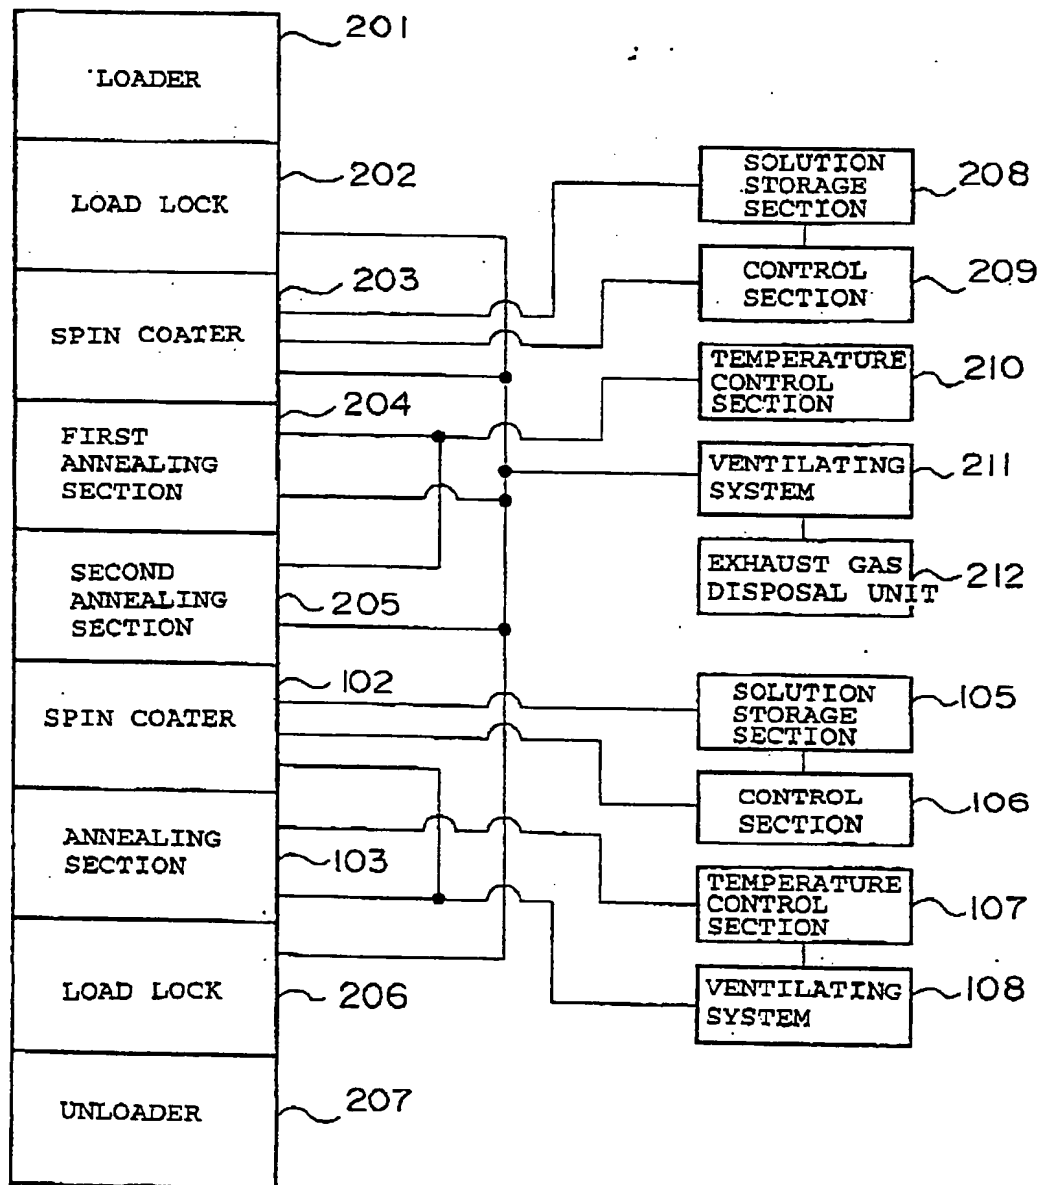 201
LOADER
202
LOAD LOCK
203
SPIN COATER
204
FIRST
ANNEALING
SECTION
SECOND
ANNEALING
SECTION
205
102
SPIN COATER
ANNEALING
SECTION
103
LOAD LOCK
206
UNLOADER
207
SOLUTION
STORAGE
SECTION
208
CONTROL
SECTION
209
TEMPERATURE
CONTROL
SECTION
210
VENTILATING
SYSTEM
211
EXHAUST GAS
DISPOSAL UNIT
212
SOLUTION
STORAGE
SECTION
105
CONTROL
SECTION
106
TEMPERATURE
CONTROL
SECTION
107
VENTILATING
SYSTEM
108